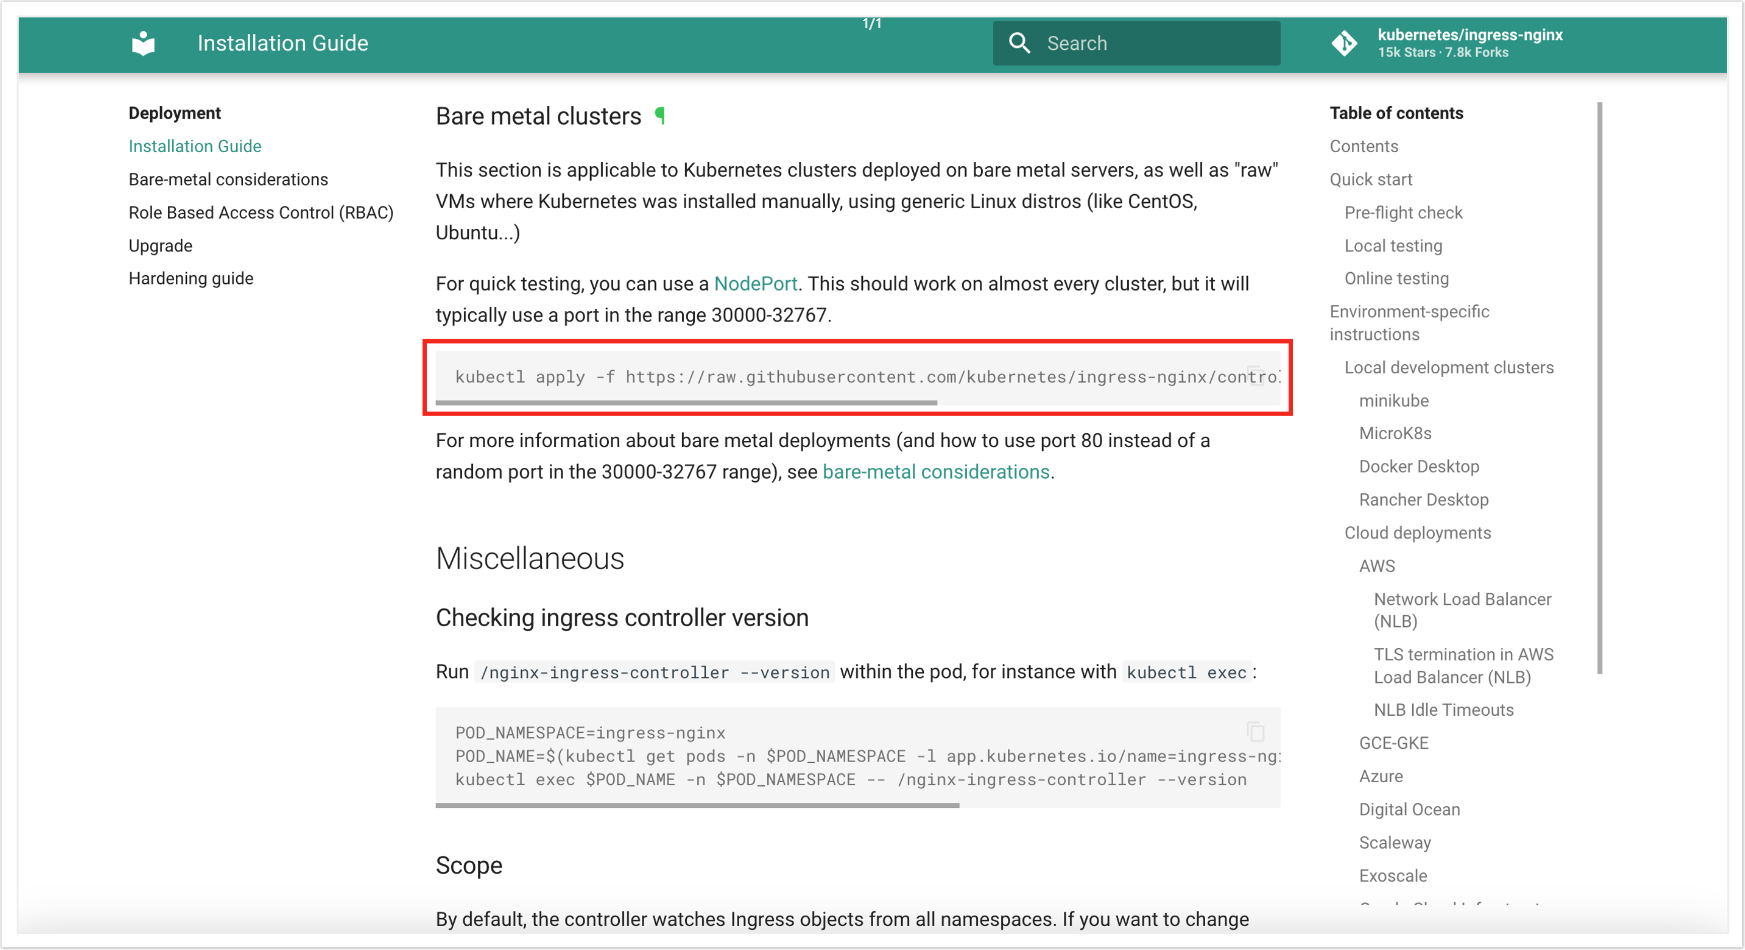 1/1
Installation Guide
Search
kubernetes/ingress-nginx
15k Stars · 7.8k Forks
Deployment
Installation Guide
Bare-metal considerations
Role Based Access Control (RBAC)
Upgrade
Hardening guide
Bare metal clusters ¶
This section is applicable to Kubernetes clusters deployed on bare metal servers, as well as "raw"
VMs where Kubernetes was installed manually, using generic Linux distros (like CentOS,
Ubuntu...)
For quick testing, you can use a NodePort. This should work on almost every cluster, but it will
typically use a port in the range 30000-32767.
kubectl apply -f https://raw.githubusercontent.com/kubernetes/ingress-nginx/control
For more information about bare metal deployments (and how to use port 80 instead of a
random port in the 30000-32767 range), see bare-metal considerations.
Miscellaneous
Checking ingress controller version
Run /nginx-ingress-controller --version within the pod, for instance with kubectl exec:
POD_NAMESPACE=ingress-nginx
POD_NAME=$(kubectl get pods -n $POD_NAMESPACE -l app.kubernetes.io/name=ingress-ngi
kubectl exec $POD_NAME -n $POD_NAMESPACE -- /nginx-ingress-controller --version
Scope
By default, the controller watches Ingress objects from all namespaces. If you want to change
Table of contents
Contents
Quick start
Pre-flight check
Local testing
Online testing
Environment-specific
instructions
Local development clusters
minikube
MicroK8s
Docker Desktop
Rancher Desktop
Cloud deployments
AWS
Network Load Balancer
(NLB)
TLS termination in AWS
Load Balancer (NLB)
NLB Idle Timeouts
GCE-GKE
Azure
Digital Ocean
Scaleway
Exoscale